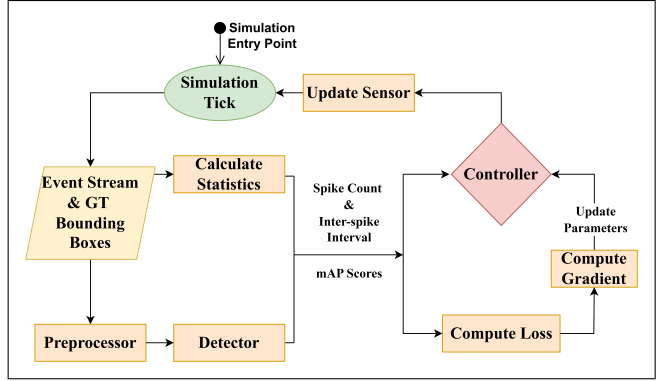 Simulation
Entry Point
Simulation
Tick
Update Sensor
Event Stream
& GT
Bounding
Boxes
Calculate
Statistics
Spike Count
&
Inter-spike
Interval
mAP Scores
Controller
Update
Parameters
Compute
Gradient
Preprocessor
Detector
Compute Loss